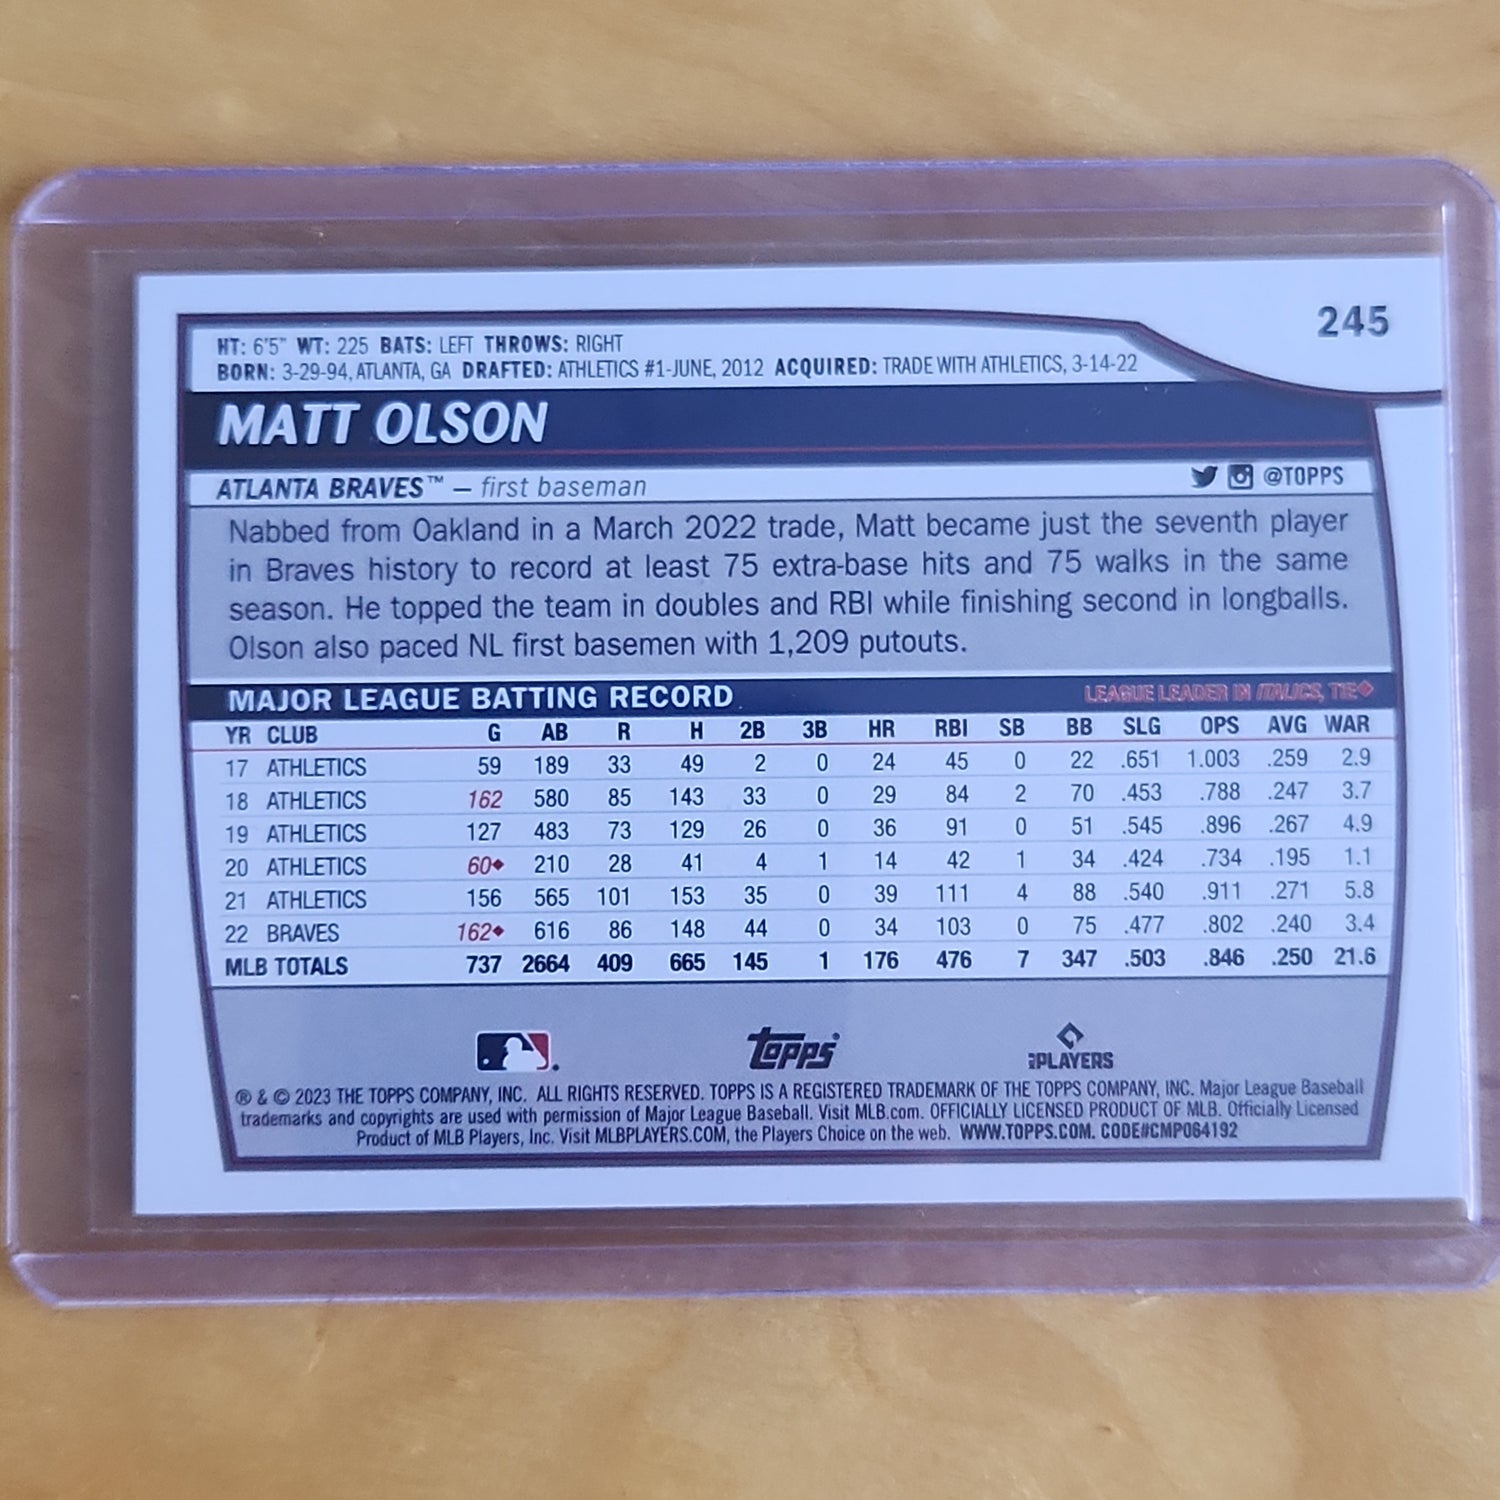 245
HT: 6'5" WT: 225 BATS: LEFT THROWS: RIGHT
BORN: 3-29-94, ATLANTA, GA DRAFTED: ATHLETICS #1-JUNE, 2012 ACQUIRED: TRADE WITH ATHLETICS, 3-14-22
MATT OLSON
ATLANTA BRAVES™ – first baseman @TOPPS
Nabbed from Oakland in a March 2022 trade, Matt became just the seventh player
in Braves history to record at least 75 extra-base hits and 75 walks in the same
season. He topped the team in doubles and RBI while finishing second in longballs.
Olson also paced NL first basemen with 1,209 putouts.
MAJOR LEAGUE BATTING RECORD LEAGUE LEADER IN ITALICS, TIE◆
YR CLUB G AB R H 2B 3B HR RBI SB BB SLG OPS AVG WAR
17 ATHLETICS 59 189 33 49 2 0 24 45 0 22 .651 1.003 .259 2.9
18 ATHLETICS 162 580 85 143 33 0 29 84 2 70 .453 .788 .247 3.7
19 ATHLETICS 127 483 73 129 26 0 36 91 0 51 .545 .896 .267 4.9
20 ATHLETICS 60◆ 210 28 41 4 1 14 42 1 34 .424 .734 .195 1.1
21 ATHLETICS 156 565 101 153 35 0 39 111 4 88 .540 .911 .271 5.8
22 BRAVES 162◆ 616 86 148 44 0 34 103 0 75 .477 .802 .240 3.4
MLB TOTALS 737 2664 409 665 145 1 176 476 7 347 .503 .846 .250 21.6
topps® PLAYERS
® & © 2023 THE TOPPS COMPANY, INC. ALL RIGHTS RESERVED. TOPPS IS A REGISTERED TRADEMARK OF THE TOPPS COMPANY, INC. Major League Baseball
trademarks and copyrights are used with permission of Major League Baseball. Visit MLB.com. OFFICIALLY LICENSED PRODUCT OF MLB. Officially Licensed
Product of MLB Players, Inc. Visit MLBPLAYERS.COM, the Players Choice on the web. WWW.TOPPS.COM. CODE#CMP064192